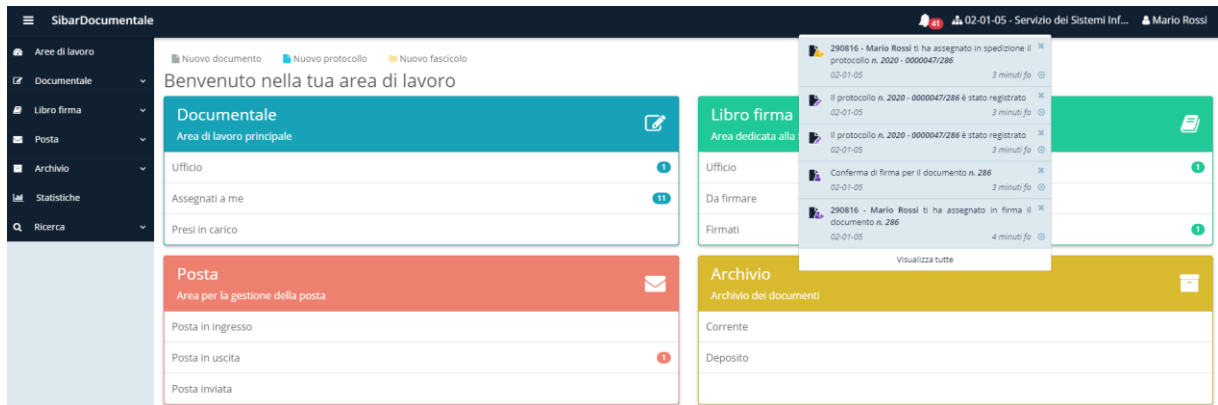 SibarDocumentale
41
02-01-05 - Servizio dei Sistemi Inf...
Mario Rossi
Aree di lavoro
Documentale
Libro firma
Posta
Archivio
Statistiche
Ricerca
Nuovo documento
Nuovo protocollo
Nuovo fascicolo
Benvenuto nella tua area di lavoro
Documentale
Area di lavoro principale
Ufficio 1
Assegnati a me 11
Presi in carico
Libro firma
Area dedicata alla
Ufficio 1
Da firmare
Firmati 1
290816 - Mario Rossi ti ha assegnato in spedizione il
protocollo n. 2020 - 0000047/286
02-01-05 3 minuti fa
Il protocollo n. 2020 - 0000047/286 è stato registrato
02-01-05 3 minuti fa
Il protocollo n. 2020 - 0000047/286 è stato registrato
02-01-05 3 minuti fa
Conferma di firma per il documento n. 286
02-01-05 3 minuti fa
290816 - Mario Rossi ti ha assegnato in firma il
documento n. 286
02-01-05 4 minuti fa
Visualizza tutte
Posta
Area per la gestione della posta
Posta in ingresso
Posta in uscita 1
Posta inviata
Archivio
Archivio dei documenti
Corrente
Deposito